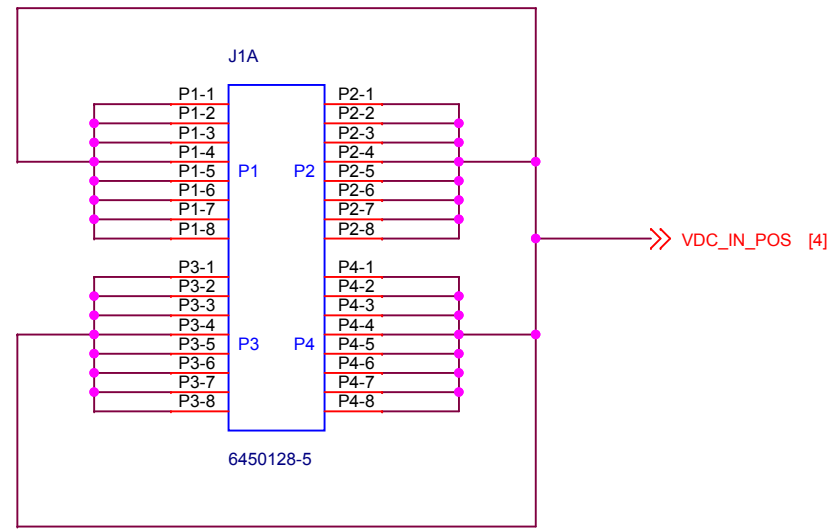 J1A
P1-1 P2-1
P1-2 P2-2
P1-3 P2-3
P1-4 P2-4
P1 P2
P1-5 P2-5
P1-6 P2-6
P1-7 P2-7
P1-8 P2-8
VDC_IN_POS [4]
P3-1 P4-1
P3-2 P4-2
P3-3 P4-3
P3-4 P4-4
P3 P4
P3-5 P4-5
P3-6 P4-6
P3-7 P4-7
P3-8 P4-8
6450128-5